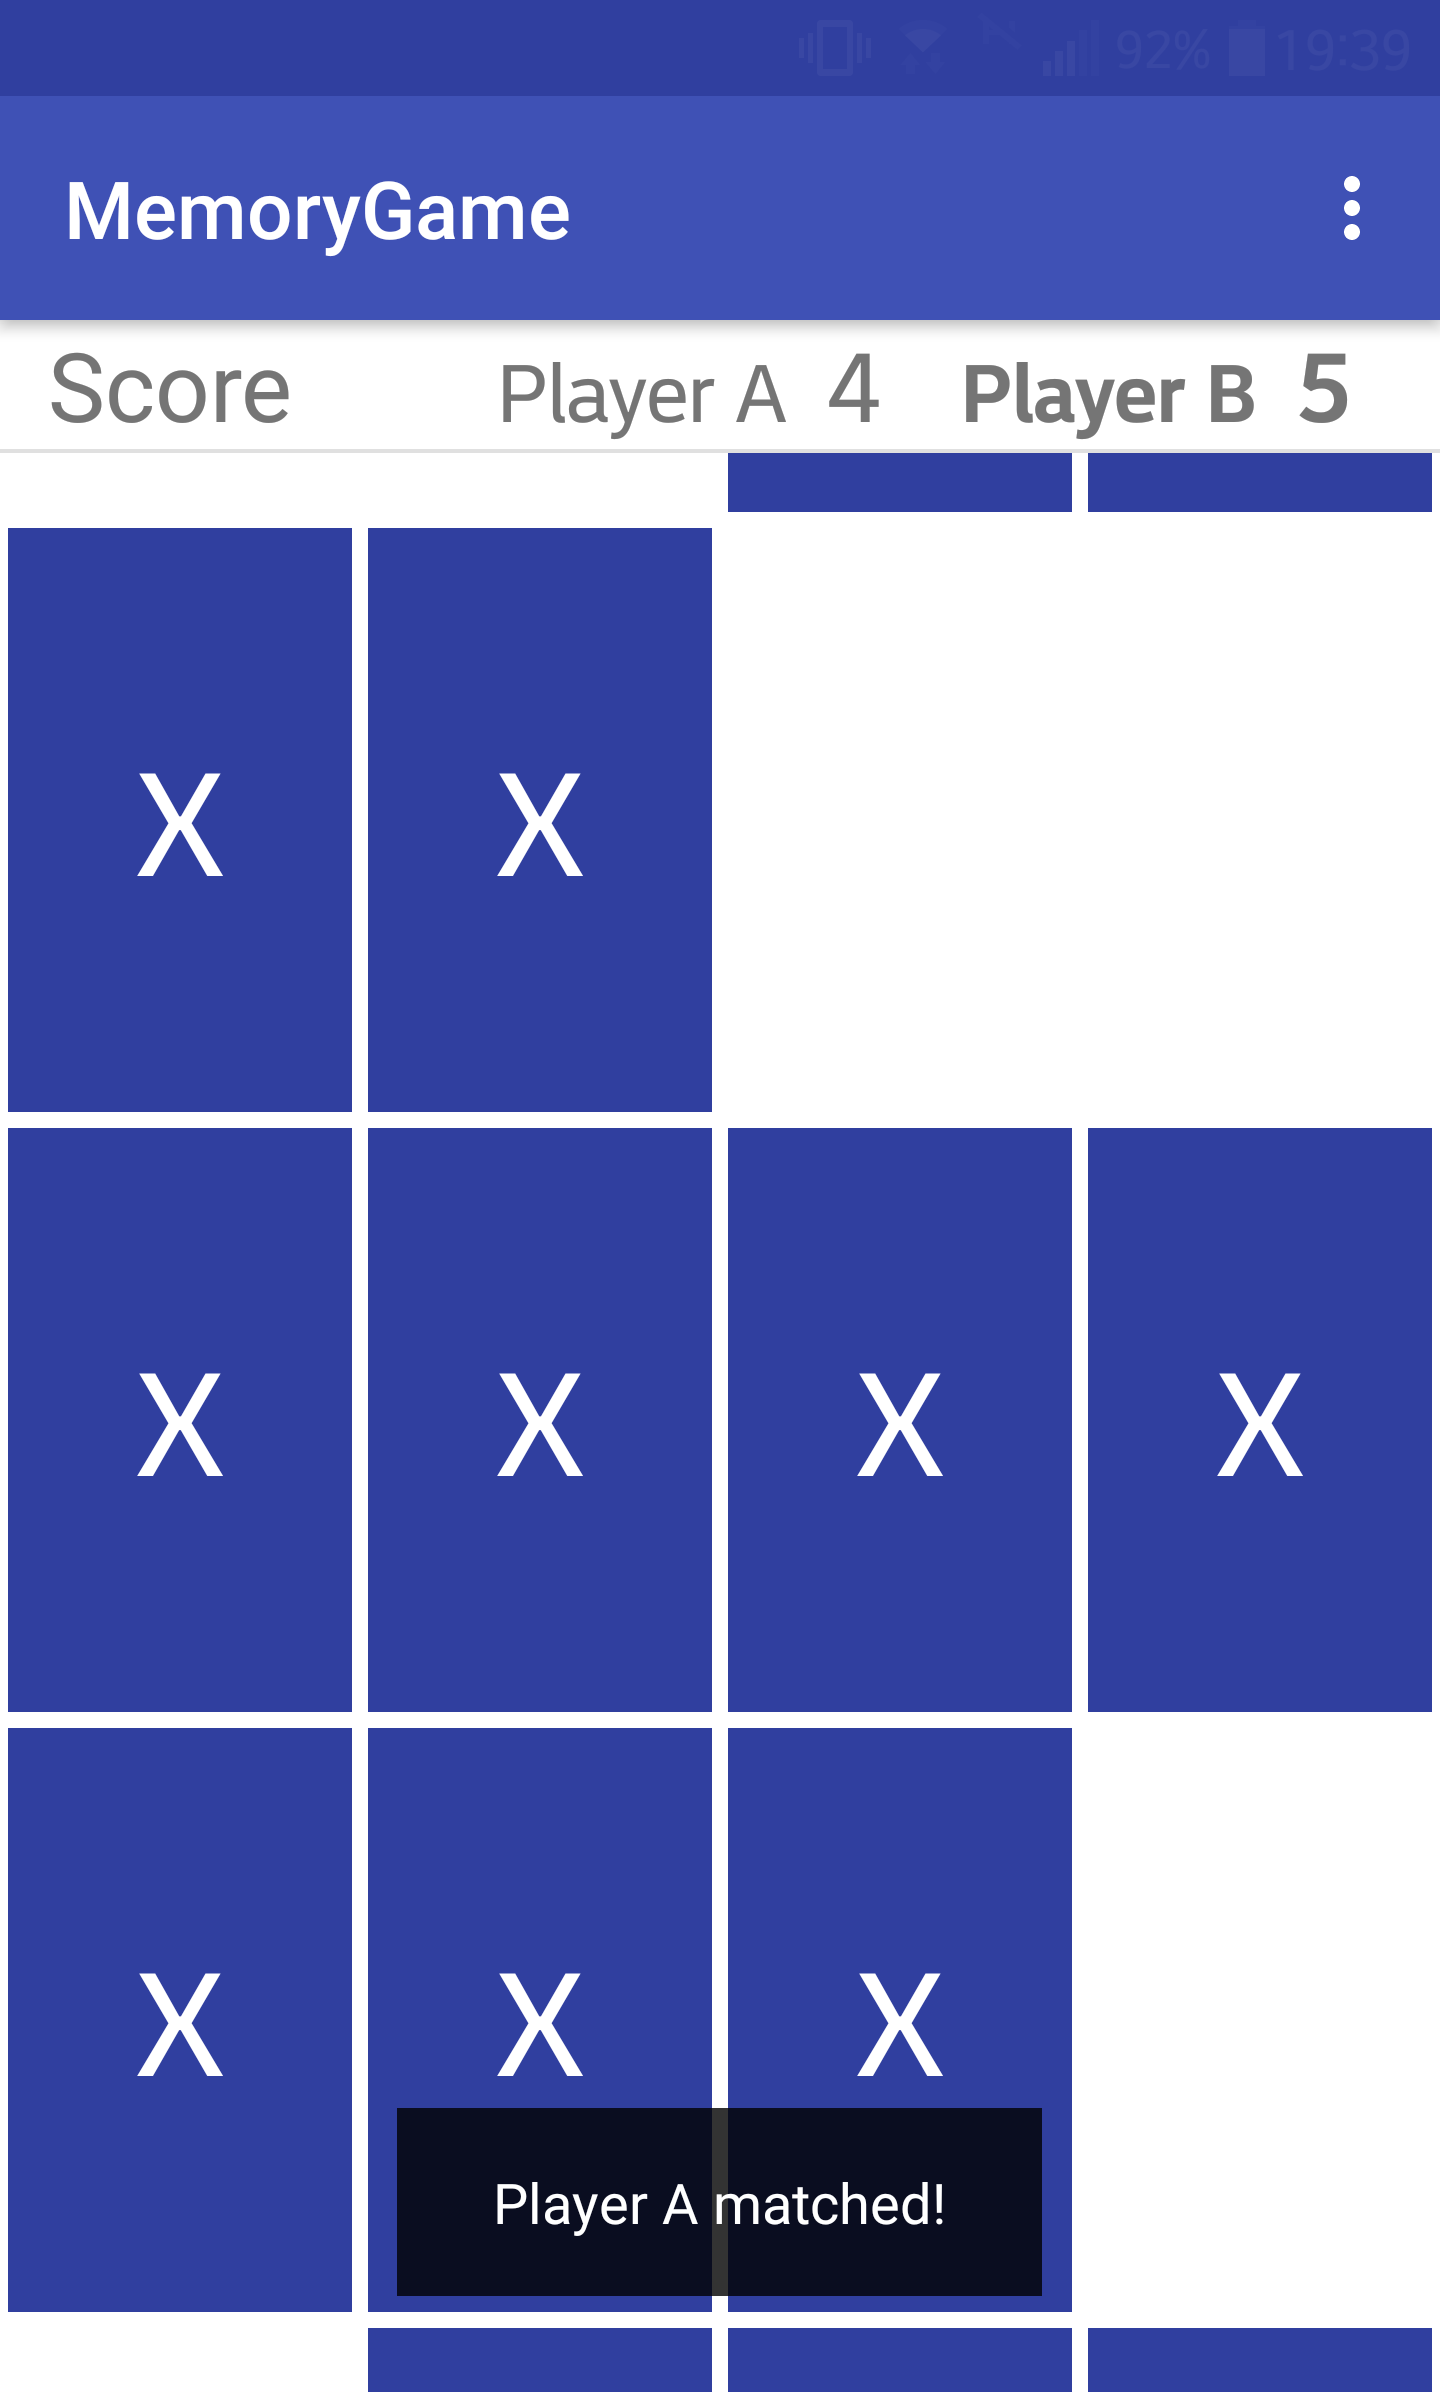 92% 19:39
MemoryGame
Score Player A 4 Player B 5
X X
X X X X
X X X
Player A matched!